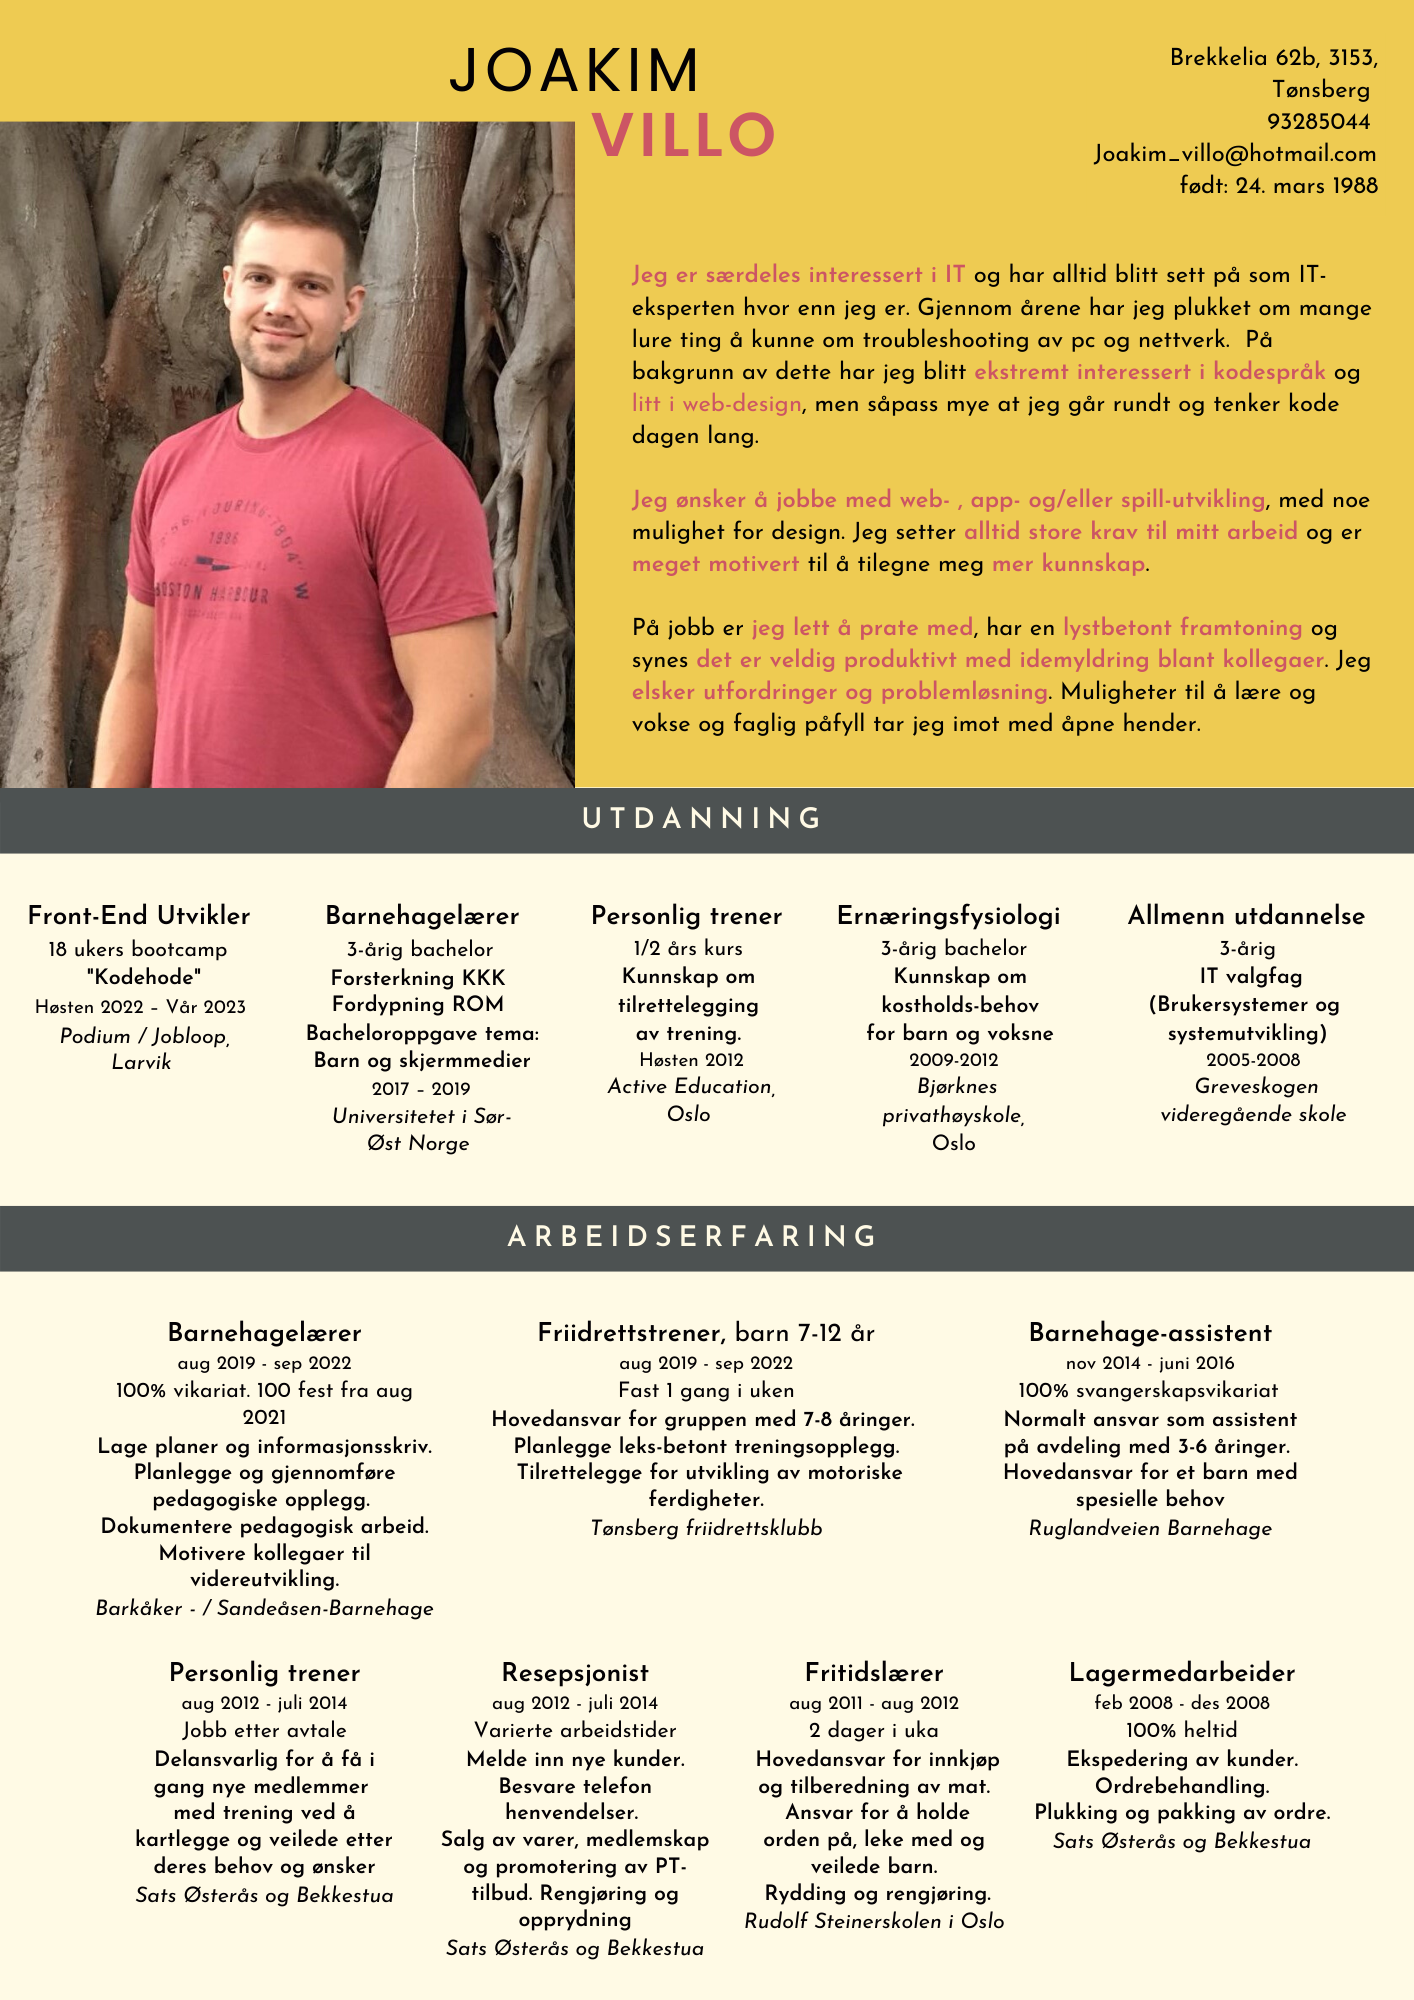 JOAKIM
VILLO
Brekkelia 62b, 3153,
Tønsberg
93285044
Joakim_villo@hotmail.com
født: 24. mars 1988
Jeg er særdeles interessert i IT og har alltid blitt sett på som IT-
eksperten hvor enn jeg er. Gjennom årene har jeg plukket om mange
lure ting å kunne om troubleshooting av pc og nettverk.  På
bakgrunn av dette har jeg blitt ekstremt interessert i kodespråk og
litt i web-design, men såpass mye at jeg går rundt og tenker kode
dagen lang.
Jeg ønsker å jobbe med web- , app- og/eller spill-utvikling, med noe
mulighet for design. Jeg setter alltid store krav til mitt arbeid og er
meget motivert til å tilegne meg mer kunnskap.
På jobb er jeg lett å prate med, har en lystbetont framtoning og
synes det er veldig produktivt med idemyldring blant kollegaer. Jeg
elsker utfordringer og problemløsning. Muligheter til å lære og
vokse og faglig påfyll tar jeg imot med åpne hender.
1986
BOSTON HARBOUR
UTDANNING
Front-End Utvikler
18 ukers bootcamp
"Kodehode"
Høsten 2022 – Vår 2023
Podium / Jobloop,
Larvik
Barnehagelærer
3-årig bachelor
Forsterkning KKK
Fordypning ROM
Bacheloroppgave tema:
Barn og skjermmedier
2017 – 2019
Universitetet i Sør-
Øst Norge
Personlig trener
1/2 års kurs
Kunnskap om
tilrettelegging
av trening.
Høsten 2012
Active Education,
Oslo
Ernæringsfysiologi
3-årig bachelor
Kunnskap om
kostholds-behov
for barn og voksne
2009-2012
Bjørknes
privathøyskole,
Oslo
Allmenn utdannelse
3-årig
IT valgfag
(Brukersystemer og
systemutvikling)
2005-2008
Greveskogen
videregående skole
ARBEIDSERFARING
Barnehagelærer
aug 2019 - sep 2022
100% vikariat. 100 fest fra aug
2021
Lage planer og informasjonsskriv.
Planlegge og gjennomføre
pedagogiske opplegg.
Dokumentere pedagogisk arbeid.
Motivere kollegaer til
videreutvikling.
Barkåker - / Sandeåsen-Barnehage
Friidrettstrener, barn 7-12 år
aug 2019 - sep 2022
Fast 1 gang i uken
Hovedansvar for gruppen med 7-8 åringer.
Planlegge leks-betont treningsopplegg.
Tilrettelegge for utvikling av motoriske
ferdigheter.
Tønsberg friidrettsklubb
Barnehage-assistent
nov 2014 - juni 2016
100% svangerskapsvikariat
Normalt ansvar som assistent
på avdeling med 3-6 åringer.
Hovedansvar for et barn med
spesielle behov
Ruglandveien Barnehage
Personlig trener
aug 2012 - juli 2014
Jobb etter avtale
Delansvarlig for å få i
gang nye medlemmer
med trening ved å
kartlegge og veilede etter
deres behov og ønsker
Sats Østerås og Bekkestua
Resepsjonist
aug 2012 - juli 2014
Varierte arbeidstider
Melde inn nye kunder.
Besvare telefon
henvendelser.
Salg av varer, medlemskap
og promotering av PT-
tilbud. Rengjøring og
opprydning
Sats Østerås og Bekkestua
Fritidslærer
aug 2011 - aug 2012
2 dager i uka
Hovedansvar for innkjøp
og tilberedning av mat.
Ansvar for å holde
orden på, leke med og
veilede barn.
Rydding og rengjøring.
Rudolf Steinerskolen i Oslo
Lagermedarbeider
feb 2008 - des 2008
100% heltid
Ekspedering av kunder.
Ordrebehandling.
Plukking og pakking av ordre.
Sats Østerås og Bekkestua